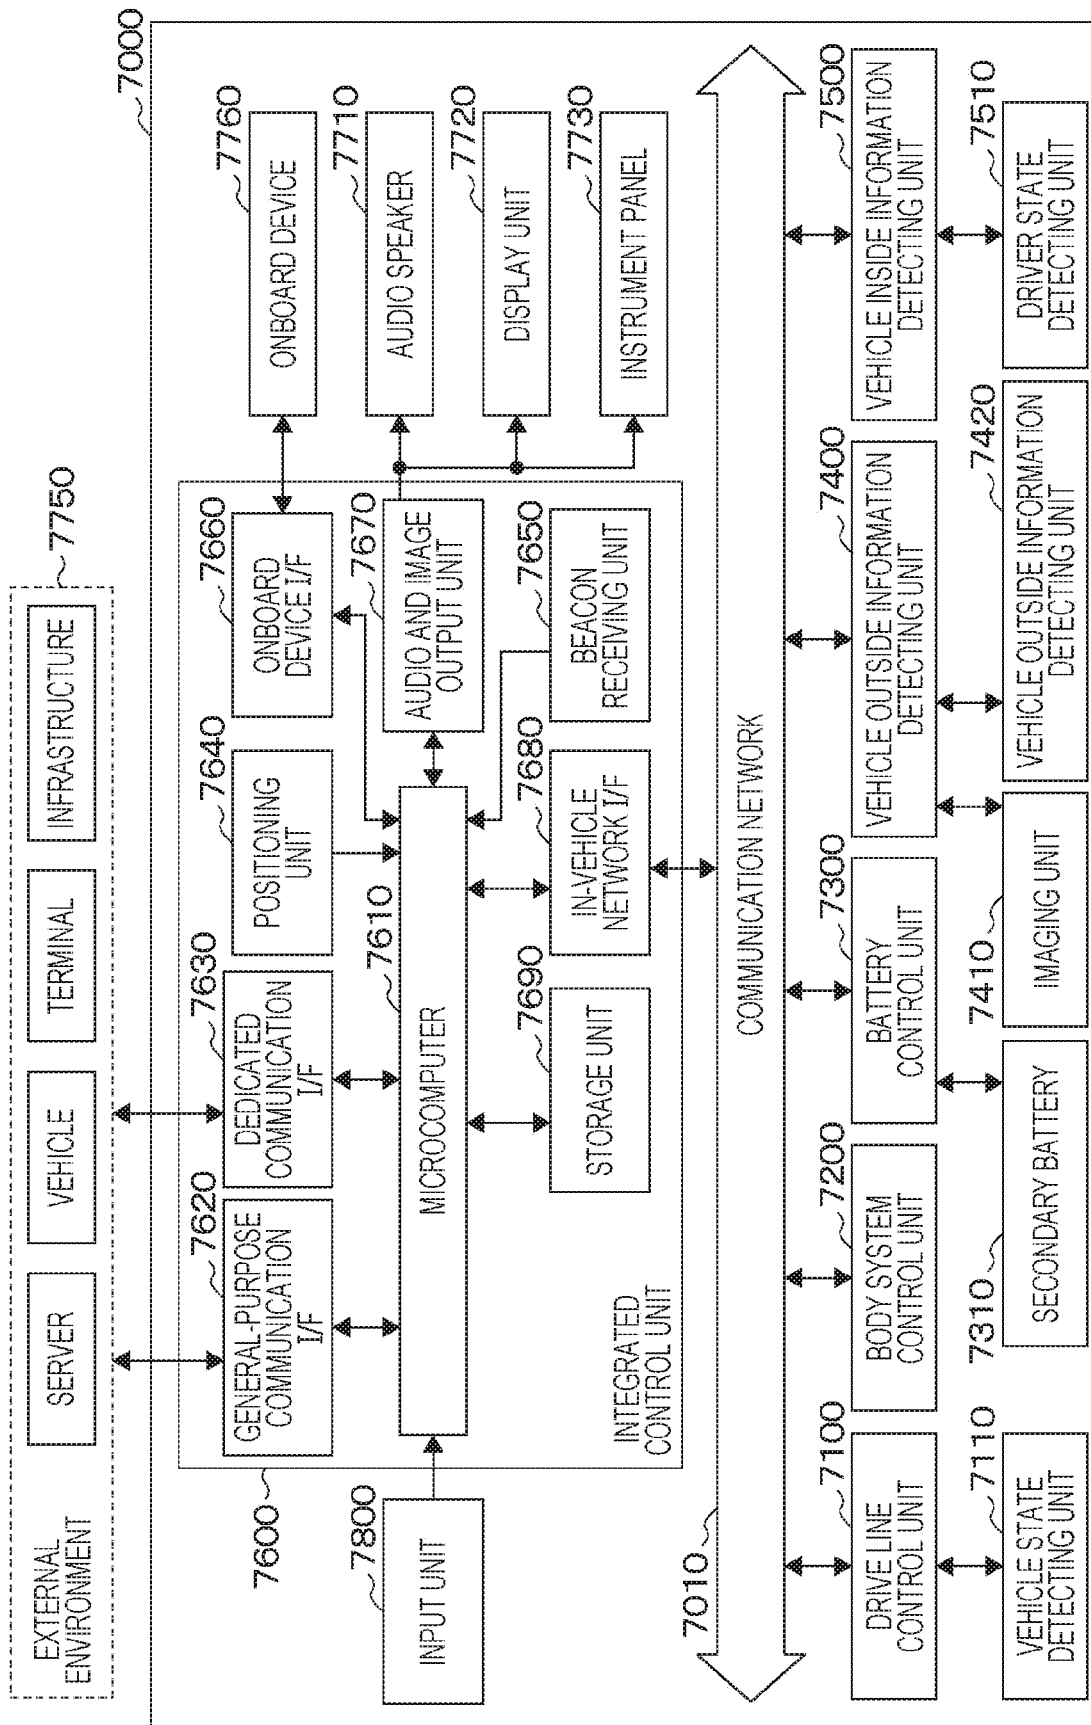 7000
EXTERNAL
ENVIRONMENT
SERVER
VEHICLE
TERMINAL
INFRASTRUCTURE
7750
7600
7620
GENERAL-PURPOSE
COMMUNICATION
I/F
7630
DEDICATED
COMMUNICATION
I/F
7640
POSITIONING
UNIT
7660
ONBOARD
DEVICE I/F
7760
ONBOARD DEVICE
7800
INPUT UNIT
7610
MICROCOMPUTER
7670
AUDIO AND IMAGE
OUTPUT UNIT
7710
AUDIO SPEAKER
7720
DISPLAY UNIT
7730
INSTRUMENT PANEL
7690
STORAGE UNIT
7680
IN-VEHICLE
NETWORK I/F
7650
BEACON
RECEIVING UNIT
INTEGRATED
CONTROL UNIT
7010
COMMUNICATION NETWORK
7100
DRIVE LINE
CONTROL UNIT
7200
BODY SYSTEM
CONTROL UNIT
7300
BATTERY
CONTROL UNIT
7400
VEHICLE OUTSIDE INFORMATION
DETECTING UNIT
7500
VEHICLE INSIDE INFORMATION
DETECTING UNIT
7110
VEHICLE STATE
DETECTING UNIT
7310
SECONDARY BATTERY
7410
IMAGING UNIT
7420
VEHICLE OUTSIDE INFORMATION
DETECTING UNIT
7510
DRIVER STATE
DETECTING UNIT